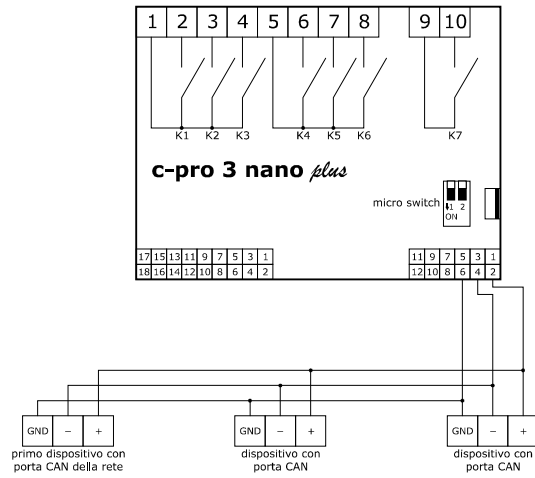 1 2 3 4 5 6 7 8 9 10
K1 K2 K3 K4 K5 K6 K7
c-pro 3 nano plus
micro switch
1 2
ON
17 15 13 11 9 7 5 3 1
18 16 14 12 10 8 6 4 2
11 9 7 5 3 1
12 10 8 6 4 2
GND − +
primo dispositivo con
porta CAN della rete
GND − +
dispositivo con
porta CAN
GND − +
dispositivo con
porta CAN